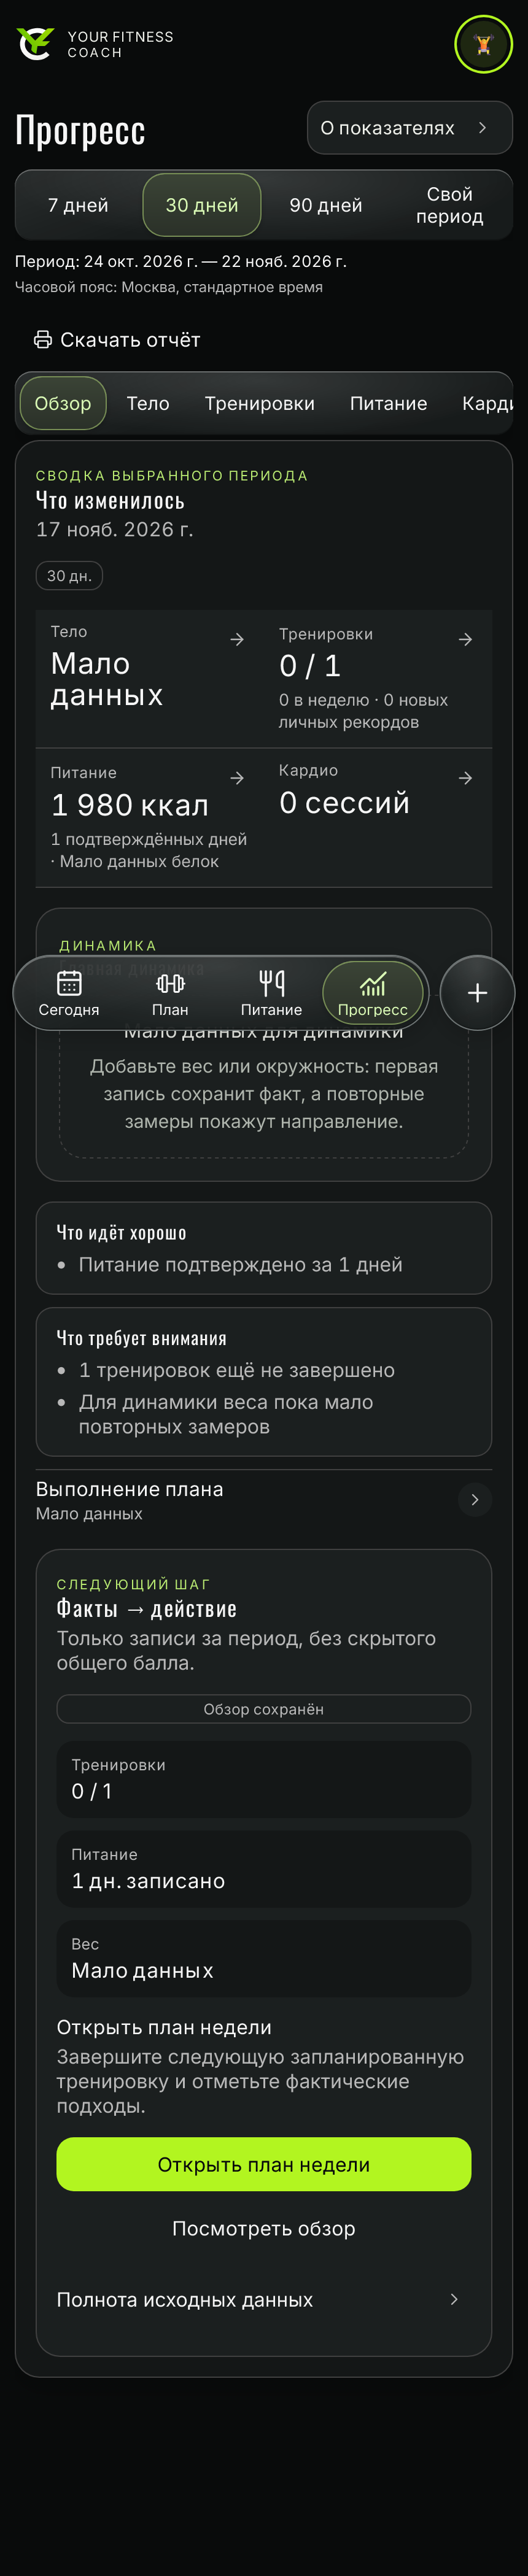 YOUR FITNESS
COACH
Прогресс
О показателях
7 дней
30 дней
90 дней
Свой период
Период: 24 окт. 2026 г. — 22 нояб. 2026 г.
Часовой пояс: Москва, стандартное время
Скачать отчёт
Обзор
Тело
Тренировки
Питание
СВОДКА ВЫБРАННОГО ПЕРИОДА
Что изменилось
17 нояб. 2026 г.
30 дн.
Тело
Мало
данных
Тренировки
0 / 1
0 в неделю · 0 новых
личных рекордов
Питание
1 980 ккал
1 подтверждённых дней
· Мало данных белок
Кардио
0 сессий
ДИНАМИКА
Сегодня
План
Питание
Прогресс
Мало данных для динамики
Добавьте вес или окружность: первая
запись сохранит факт, а повторные
замеры покажут направление.
Что идёт хорошо
• Питание подтверждено за 1 дней
Что требует внимания
• 1 тренировок ещё не завершено
• Для динамики веса пока мало
повторных замеров
Выполнение плана
Мало данных
СЛЕДУЮЩИЙ ШАГ
Факты → действие
Только записи за период, без скрытого
общего балла.
Обзор сохранён
Тренировки
0 / 1
Питание
1 дн. записано
Вес
Мало данных
Открыть план недели
Завершите следующую запланированную
тренировку и отметьте фактические
подходы.
Открыть план недели
Посмотреть обзор
Полнота исходных данных